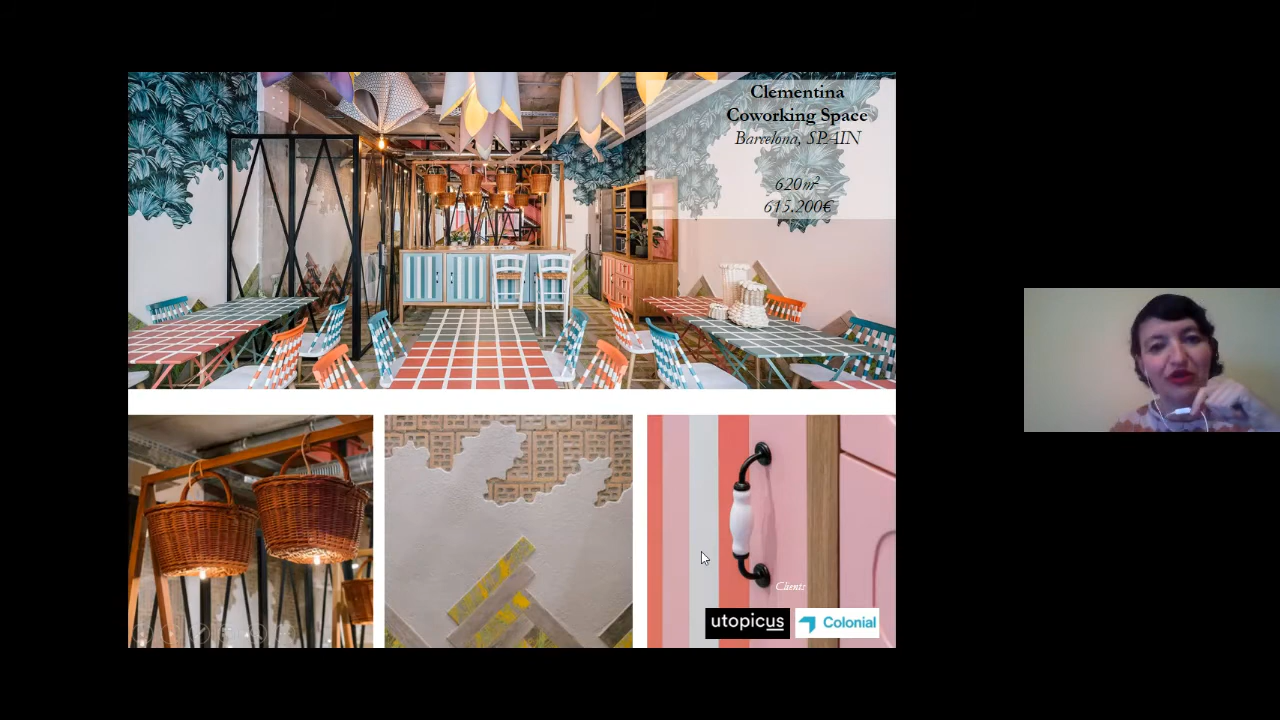 Clementina
Coworking Space
Barcelona, SPAIN
620m²
615.200€
Clients
utopicus
Colonial